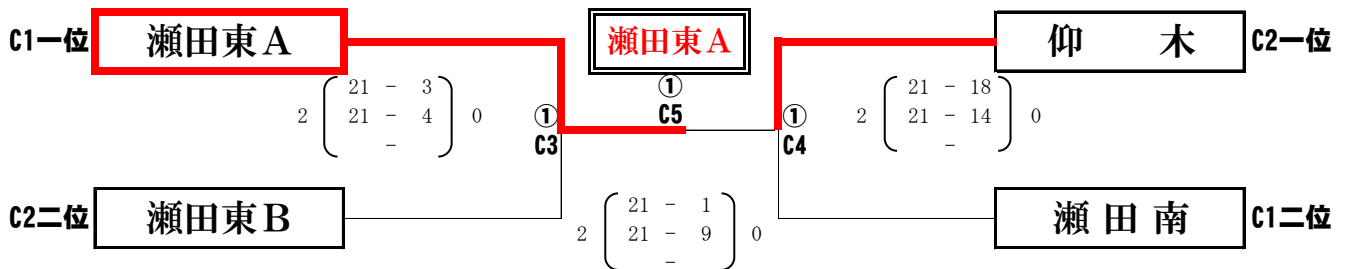 C1一位 瀬田東A 瀬田東A 仰木 C2一位
21 - 3 ① 21 - 18
2 21 - 4 0 ① C5 ① 2 21 - 14 0
- C3 C4 -
C2二位 瀬田東B 瀬田南 C1二位
21 - 1
2 21 - 9 0
-